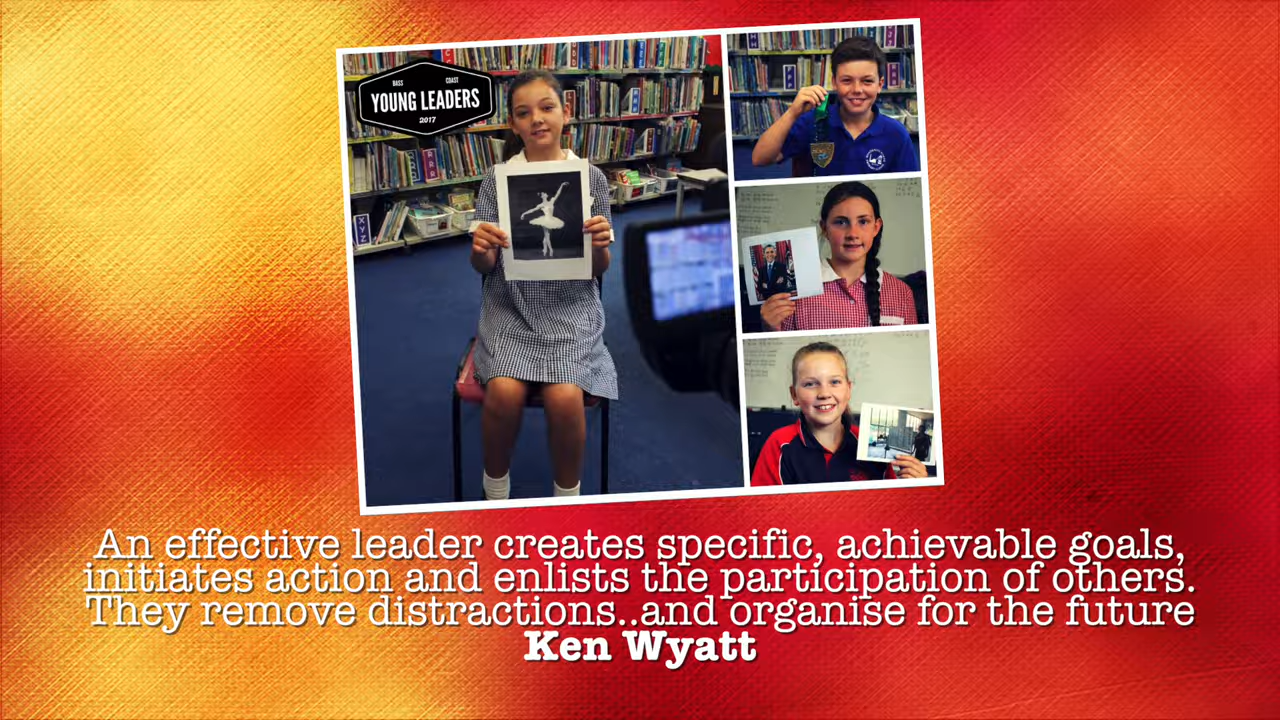 BASS COAST
YOUNG LEADERS
2017
X Y Z
An effective leader creates specific, achievable goals,
initiates action and enlists the participation of others.
They remove distractions..and organise for the future
Ken Wyatt